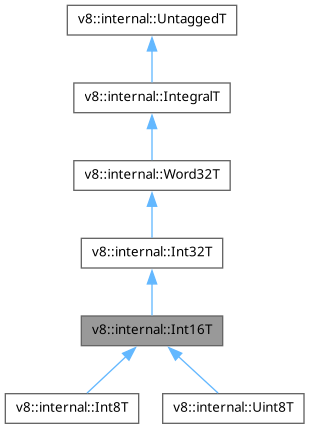 v8::internal::UntaggedT
v8::internal::IntegralT
v8::internal::Word32T
v8::internal::Int32T
v8::internal::Int16T
v8::internal::Int8T
v8::internal::Uint8T